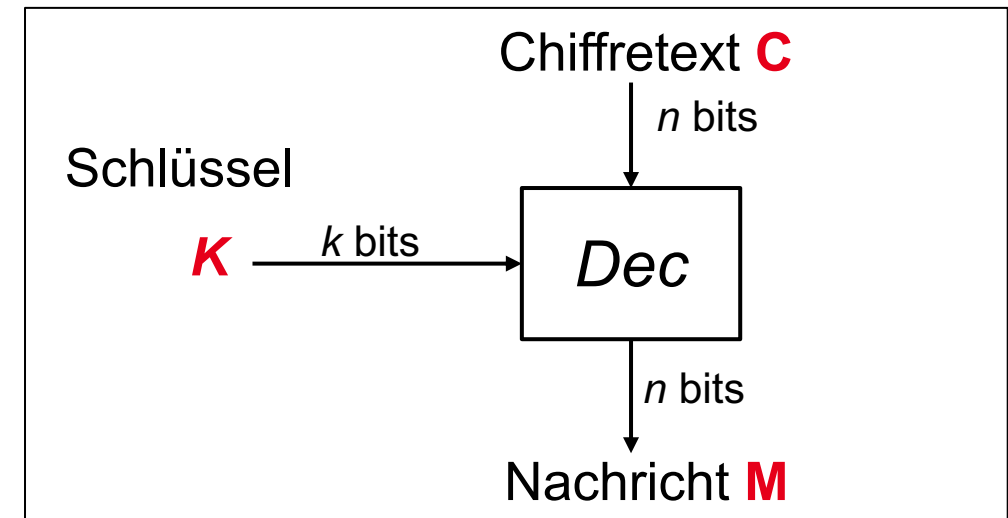 Chiffretext C
n bits
Schlüssel
K
k bits
Dec
n bits
Nachricht M